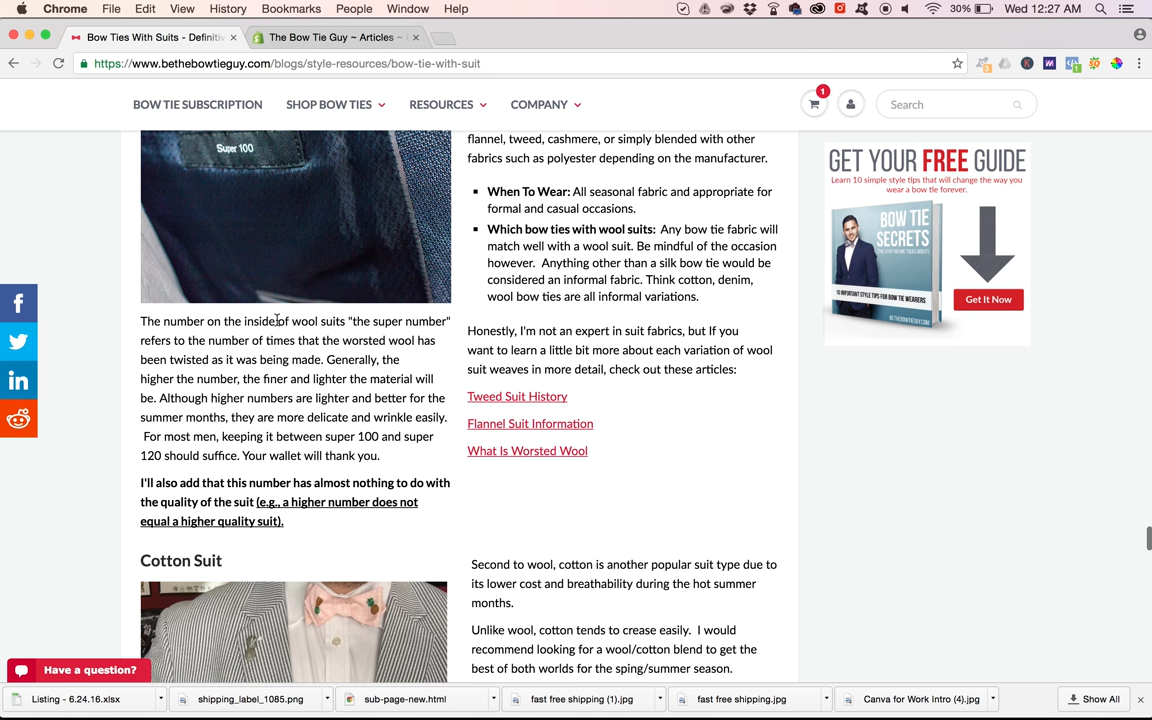 Chrome File Edit View History Bookmarks People Window Help 30% Wed 12:27 AM
Bow Ties With Suits - Definitiv × The Bow Tie Guy ~ Articles ~ ×
https://www.bethebowtieguy.com/blogs/style-resources/bow-tie-with-suit
BOW TIE SUBSCRIPTION SHOP BOW TIES RESOURCES COMPANY 1 Search
Super 100
The number on the inside of wool suits "the super number"
refers to the number of times that the worsted wool has
been twisted as it was being made. Generally, the
higher the number, the finer and lighter the material will
be. Although higher numbers are lighter and better for the
summer months, they are more delicate and wrinkle easily.
For most men, keeping it between super 100 and super
120 should suffice. Your wallet will thank you.
I'll also add that this number has almost nothing to do with
the quality of the suit (e.g., a higher number does not
equal a higher quality suit).
Cotton Suit
flannel, tweed, cashmere, or simply blended with other
fabrics such as polyester depending on the manufacturer.
When To Wear: All seasonal fabric and appropriate for
formal and casual occasions.
Which bow ties with wool suits: Any bow tie fabric will
match well with a wool suit. Be mindful of the occasion
however. Anything other than a silk bow tie would be
considered an informal fabric. Think cotton, denim,
wool bow ties are all informal variations.
Honestly, I'm not an expert in suit fabrics, but If you
want to learn a little bit more about each variation of wool
suit weaves in more detail, check out these articles:
Tweed Suit History
Flannel Suit Information
What Is Worsted Wool
Second to wool, cotton is another popular suit type due to
its lower cost and breathability during the hot summer
months.
Unlike wool, cotton tends to crease easily. I would
recommend looking for a wool/cotton blend to get the
best of both worlds for the sping/summer season.
GET YOUR FREE GUIDE
Learn 10 simple style tips that will change the way you
wear a bow tie forever.
BOW TIE
SECRETS
10 IMPORTANT STYLE TIPS FOR BOW TIE WEARERS
BETHEBOWTIEGUY.COM
Get It Now
Have a question?
Listing - 6.24.16.xlsx shipping_label_1085.png sub-page-new.html fast free shipping (1).jpg fast free shipping.jpg Canva for Work Intro (4).jpg Show All